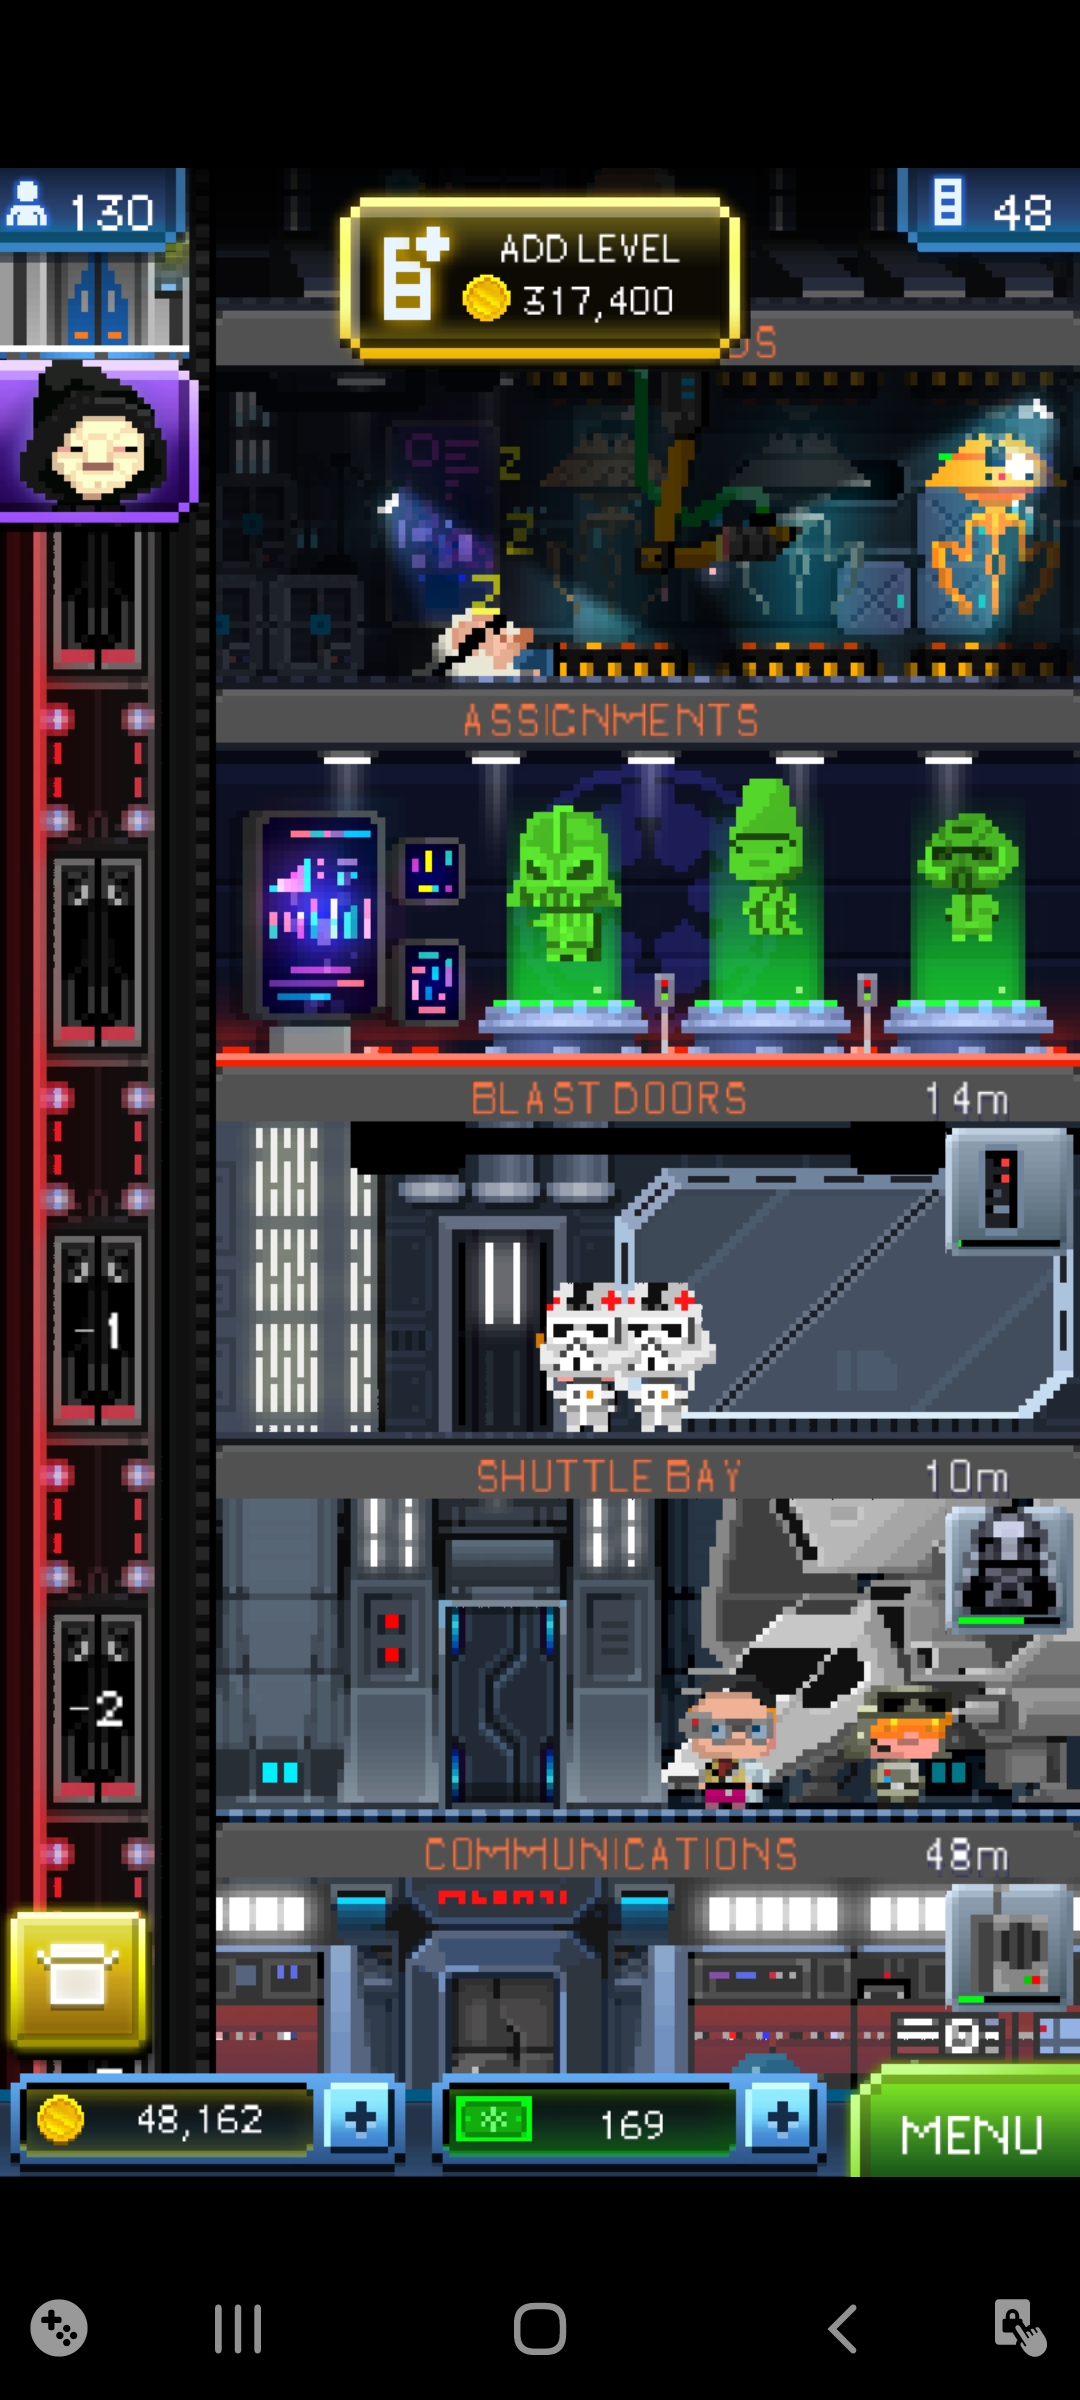 130
ADD LEVEL
317,400
48
ASSIGNMENTS
BLAST DOORS 14m
-1
SHUTTLE BAY 10m
-2
COMMUNICATIONS 48m
48,162 +
169 +
MENU